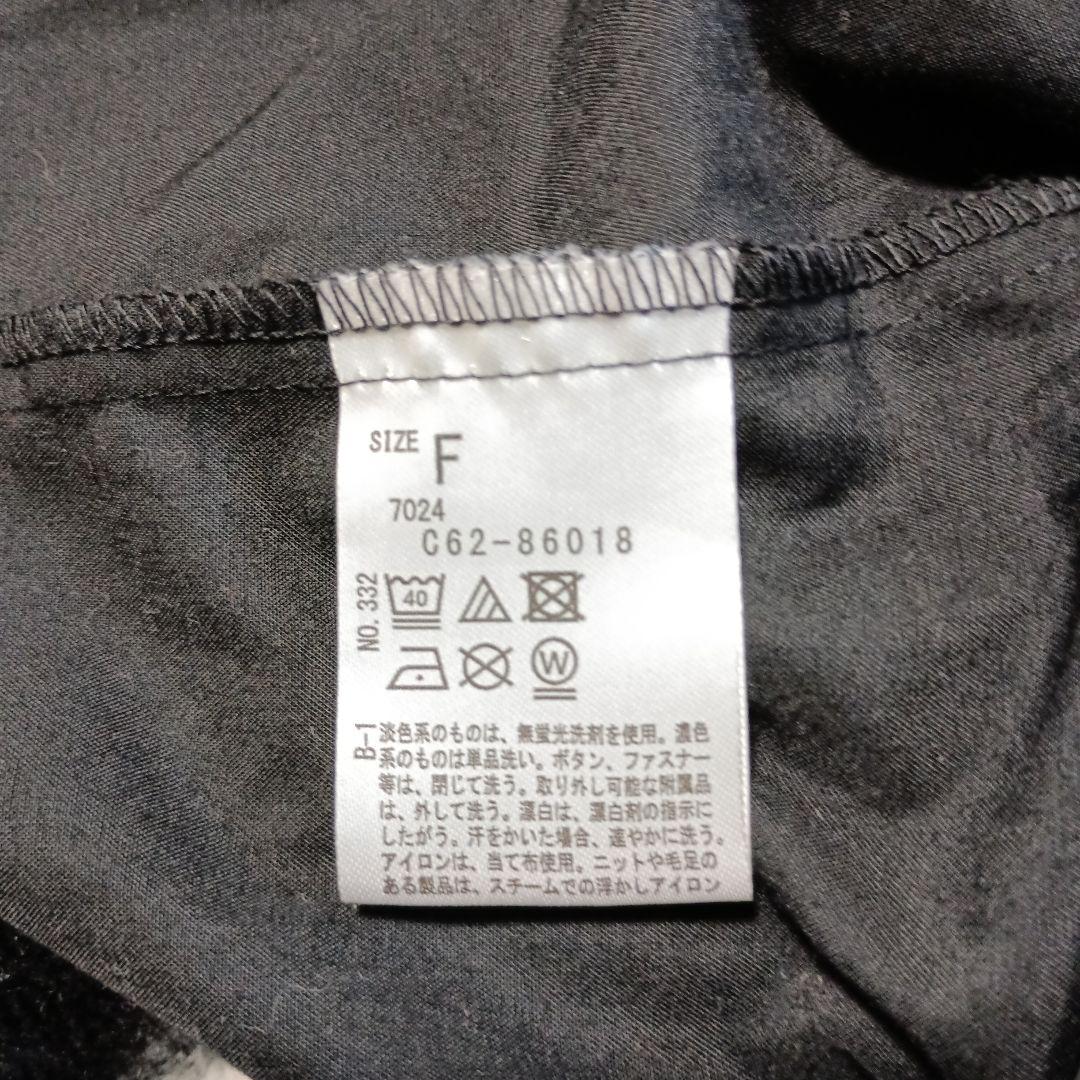 SIZE F
7024
C62-86018
NO.332
40
W
B-1
淡色系のものは、無蛍光洗剤を使用。濃色
系のものは単品洗い。ボタン、ファスナー
等は、閉じて洗う。取り外し可能な付属品
は、外して洗う。漂白は、漂白剤の指示に
したがう。汗をかいた場合、速やかに洗う。
アイロンは、当て布使用。ニットや毛足の
ある製品は、スチームでの浮かしアイロン